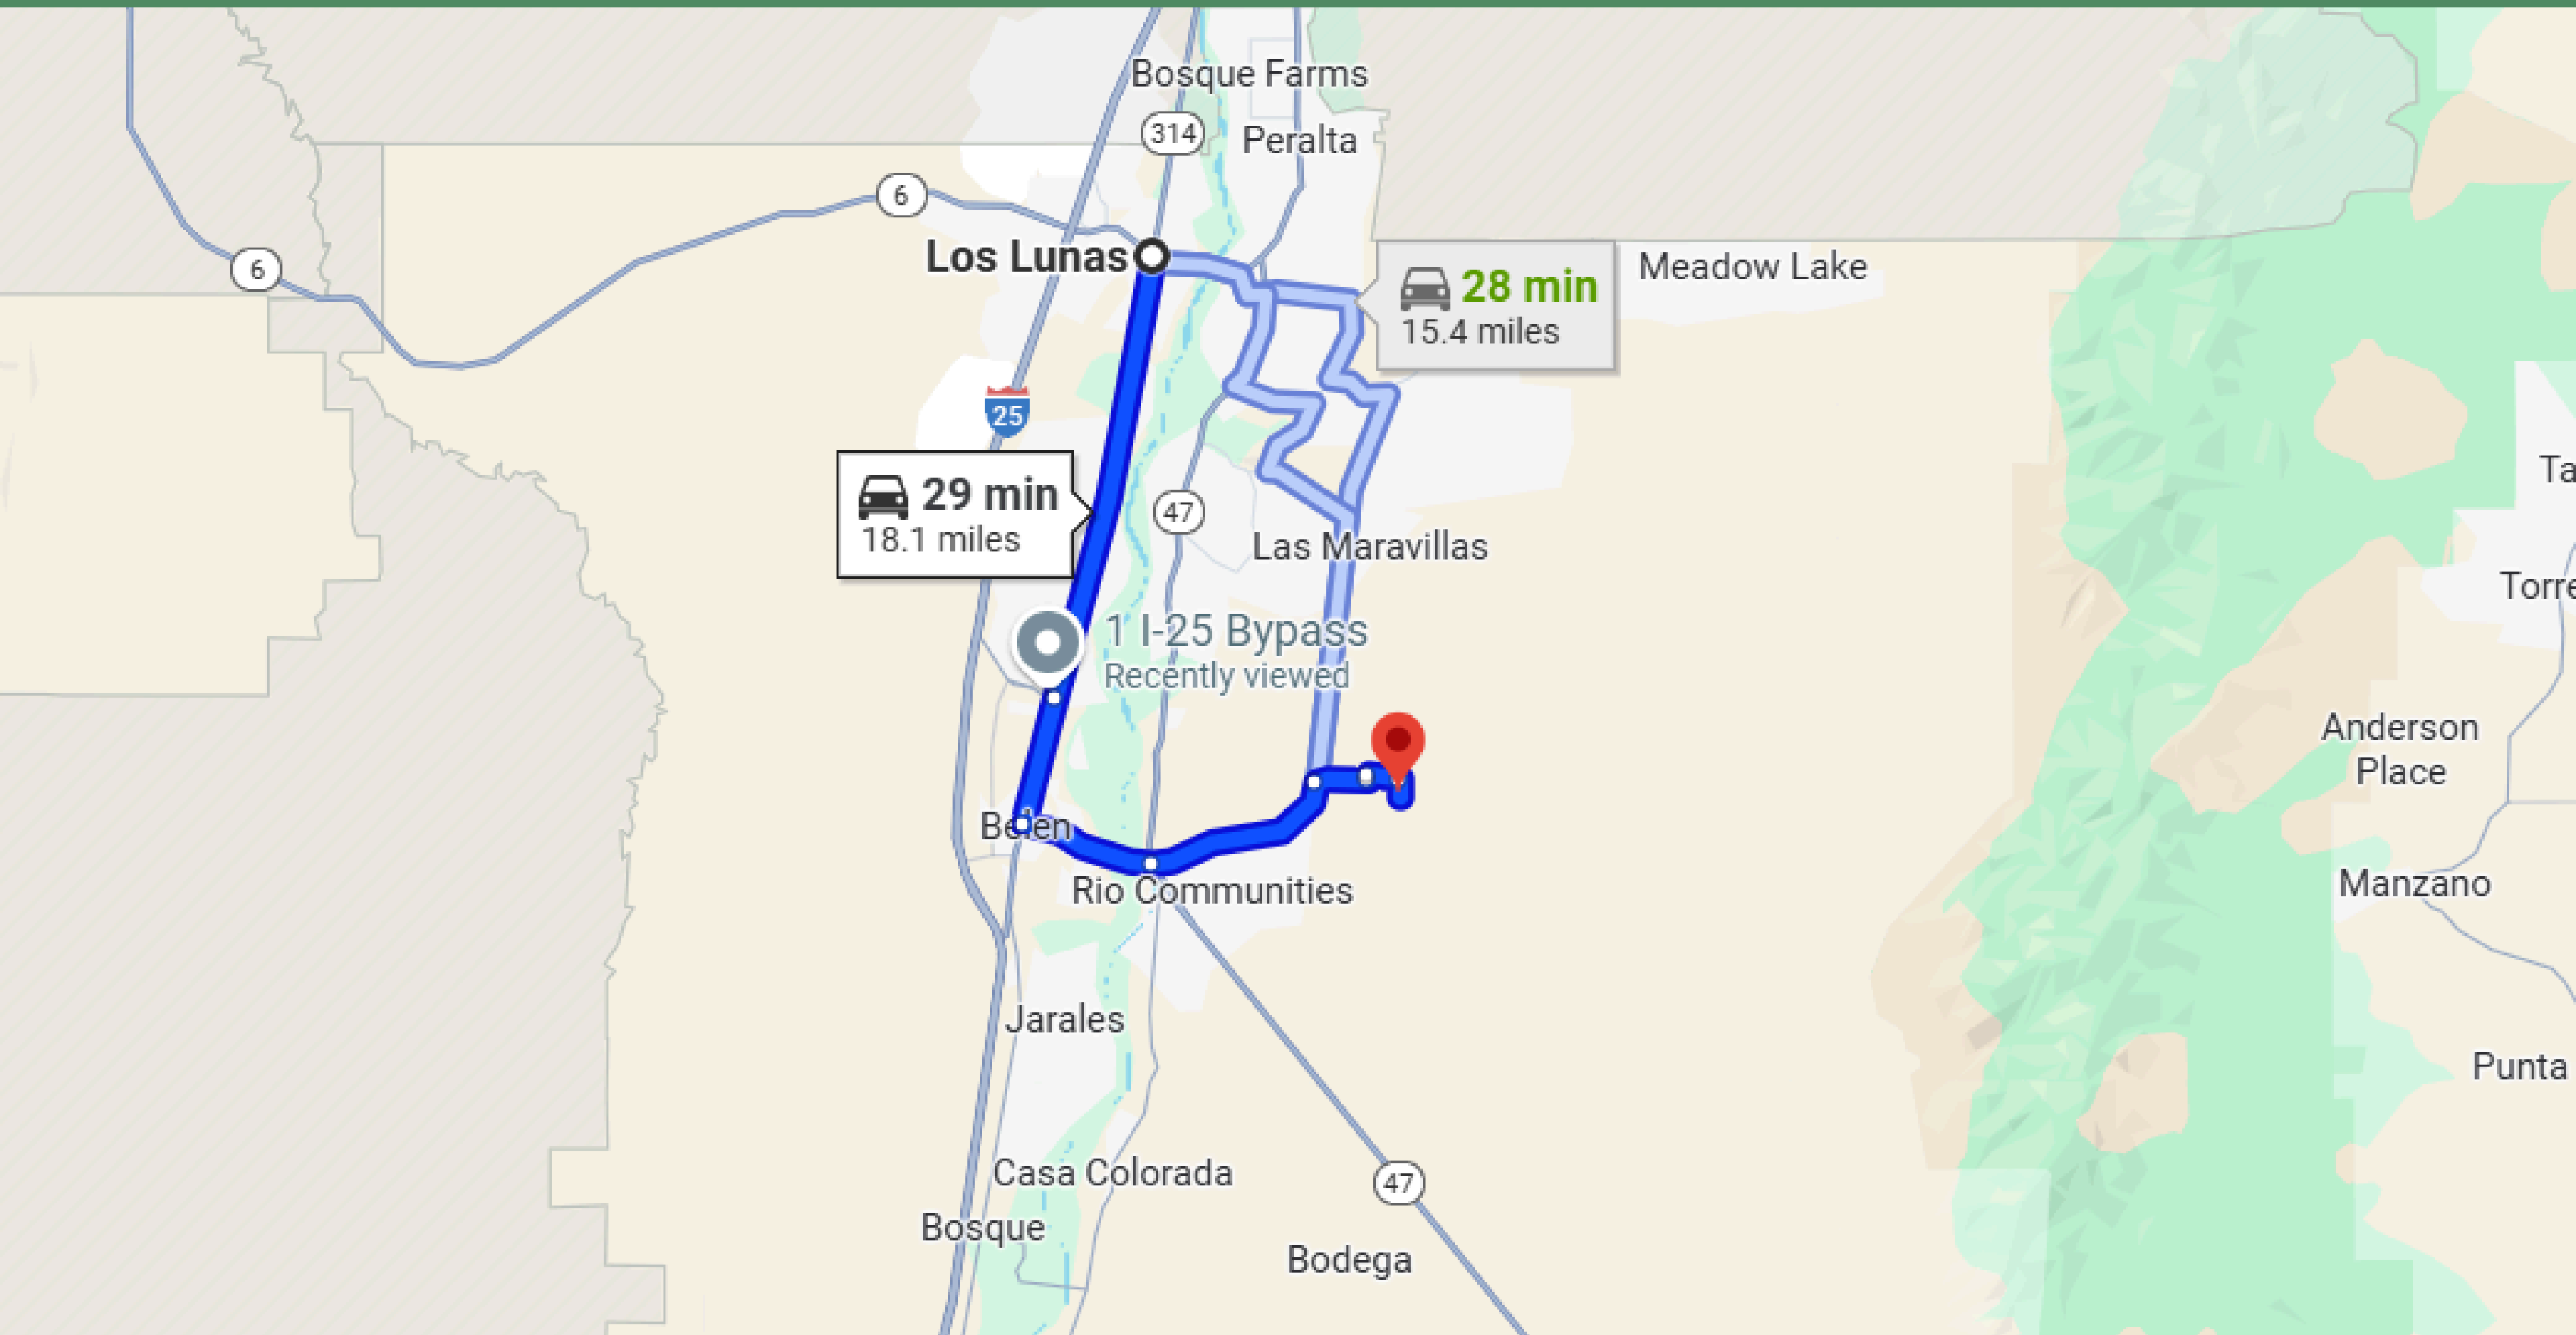 Bosque Farms
314
Peralta
6
Los Lunas
6
28 min
15.4 miles
Meadow Lake
25
29 min
18.1 miles
47
Las Maravillas
1 I-25 Bypass
Recently viewed
Anderson
Place
Belen
Rio Communities
Manzano
Jarales
Punta
Casa Colorada
47
Bosque
Bodega